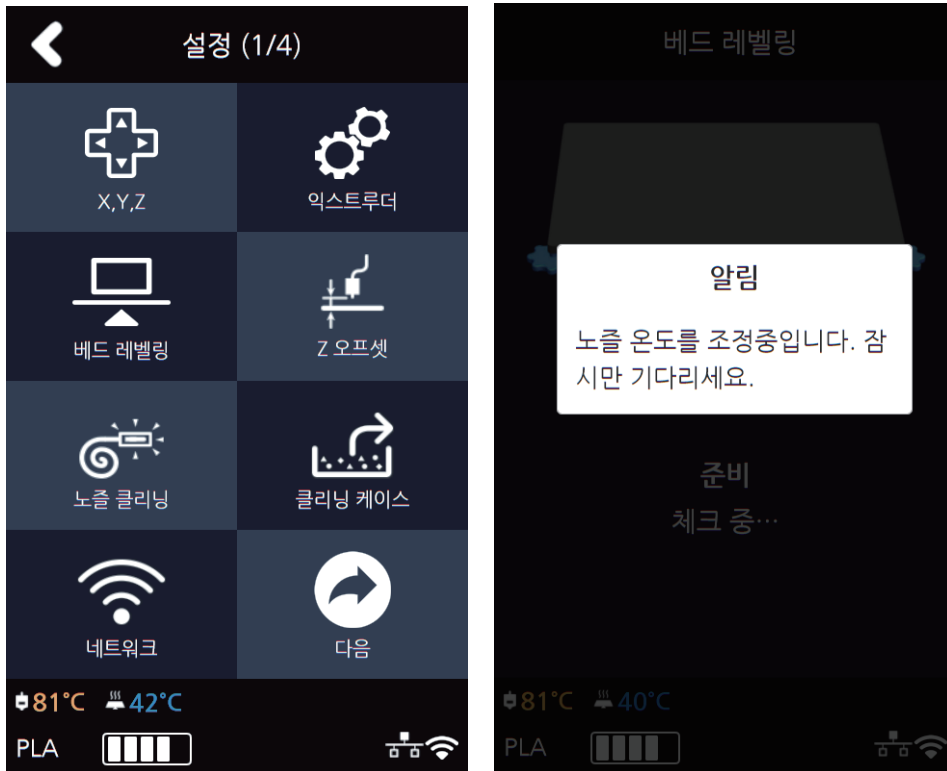 설정 (1/4)
X,Y,Z
익스트루더
베드 레벨링
Z 오프셋
노즐 클리닝
클리닝 케이스
네트워크
다음
81°C 42°C
PLA
베드 레벨링
알림
노즐 온도를 조정중입니다. 잠
시만 기다리세요.
준비
체크 중…
81°C 40°C
PLA